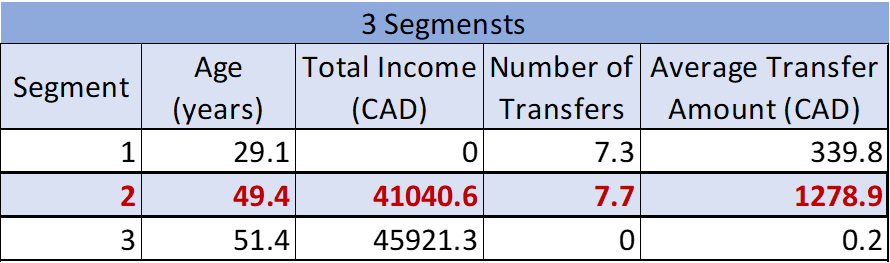 3 Segmensts
Segment Age (years) Total Income (CAD) Number of Transfers Average Transfer Amount (CAD)
1 29.1 0 7.3 339.8
2 49.4 41040.6 7.7 1278.9
3 51.4 45921.3 0 0.2